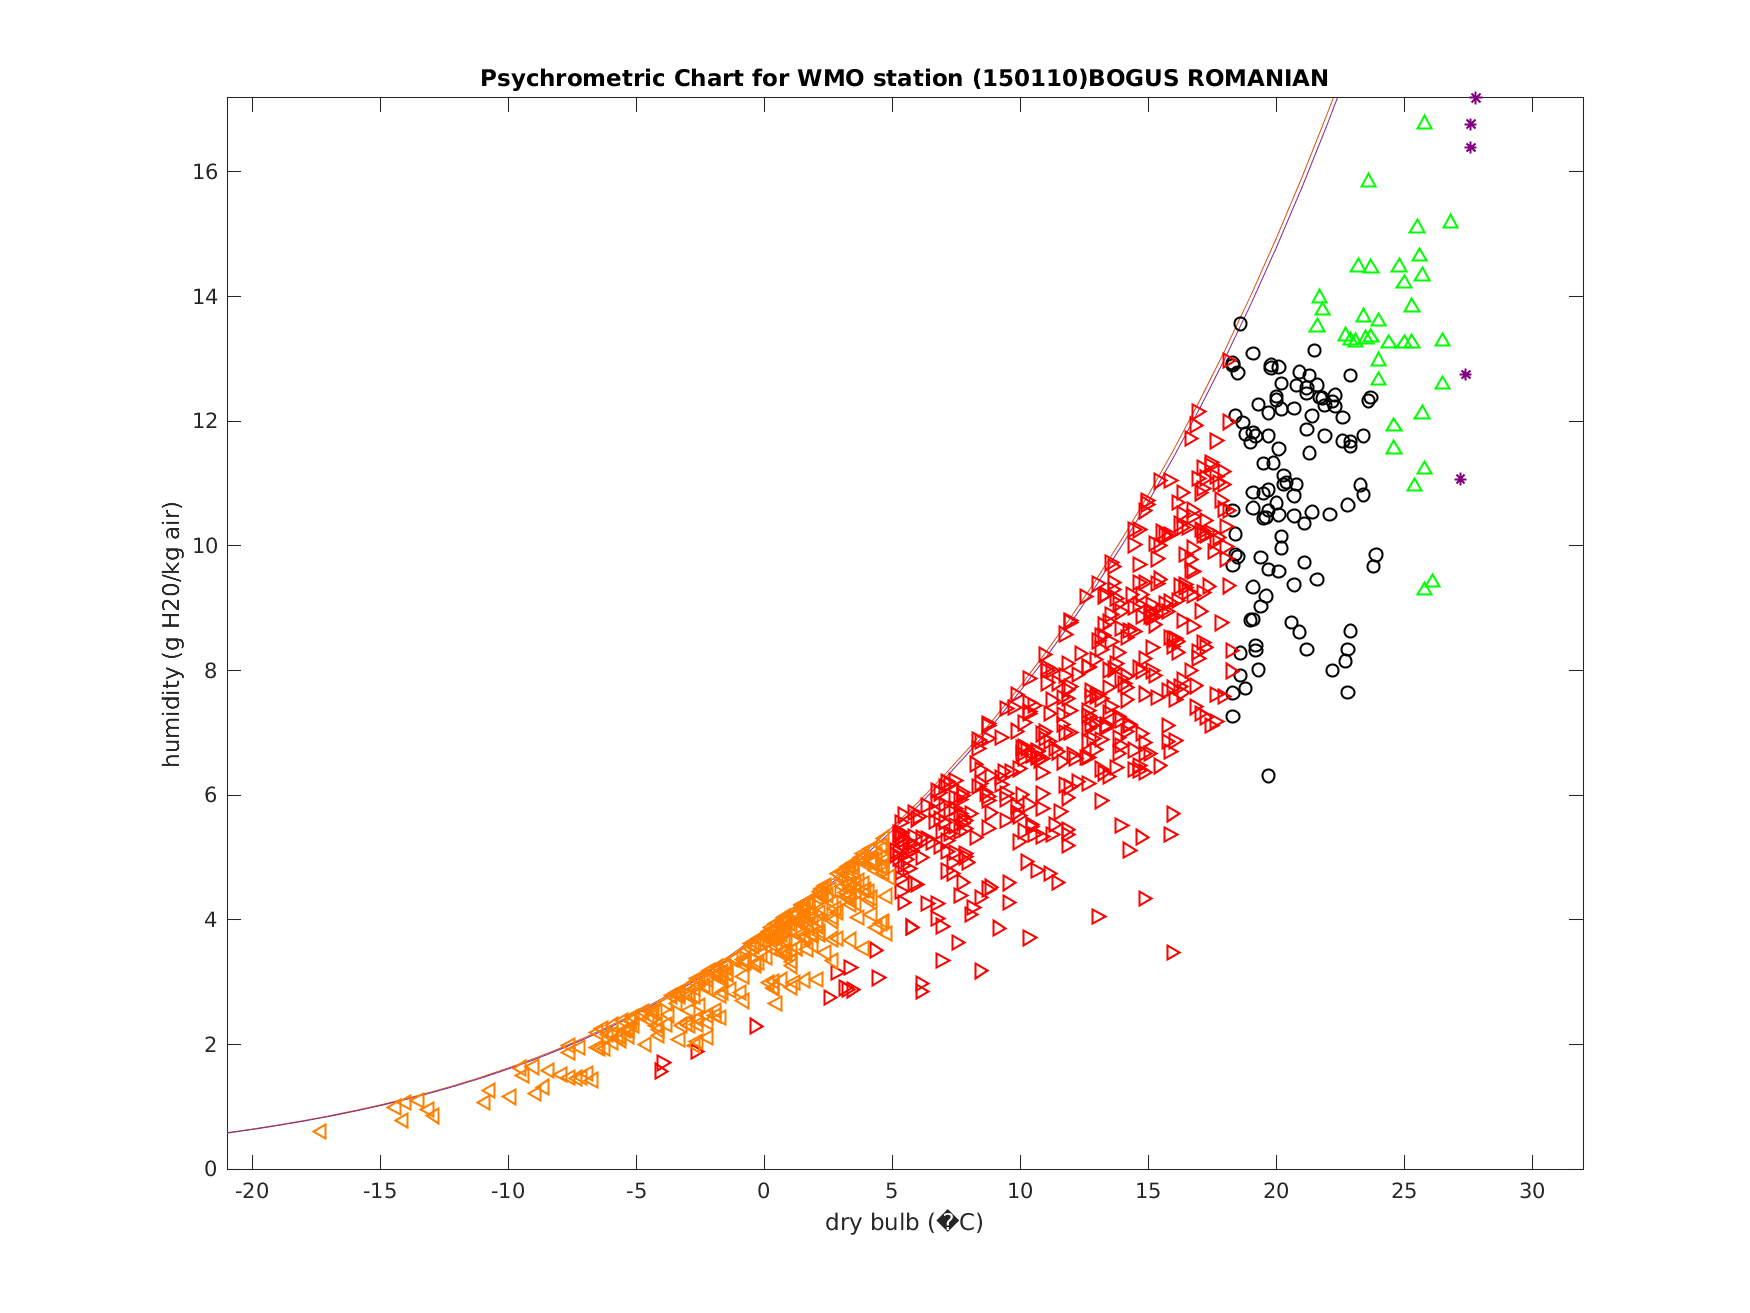 Psychrometric Chart for WMO station (150110)BOGUS ROMANIAN
humidity (g H20/kg air)
16
14
12
10
8
6
4
2
0
-20 -15 -10 -5 0 5 10 15 20 25 30
dry bulb (�C)